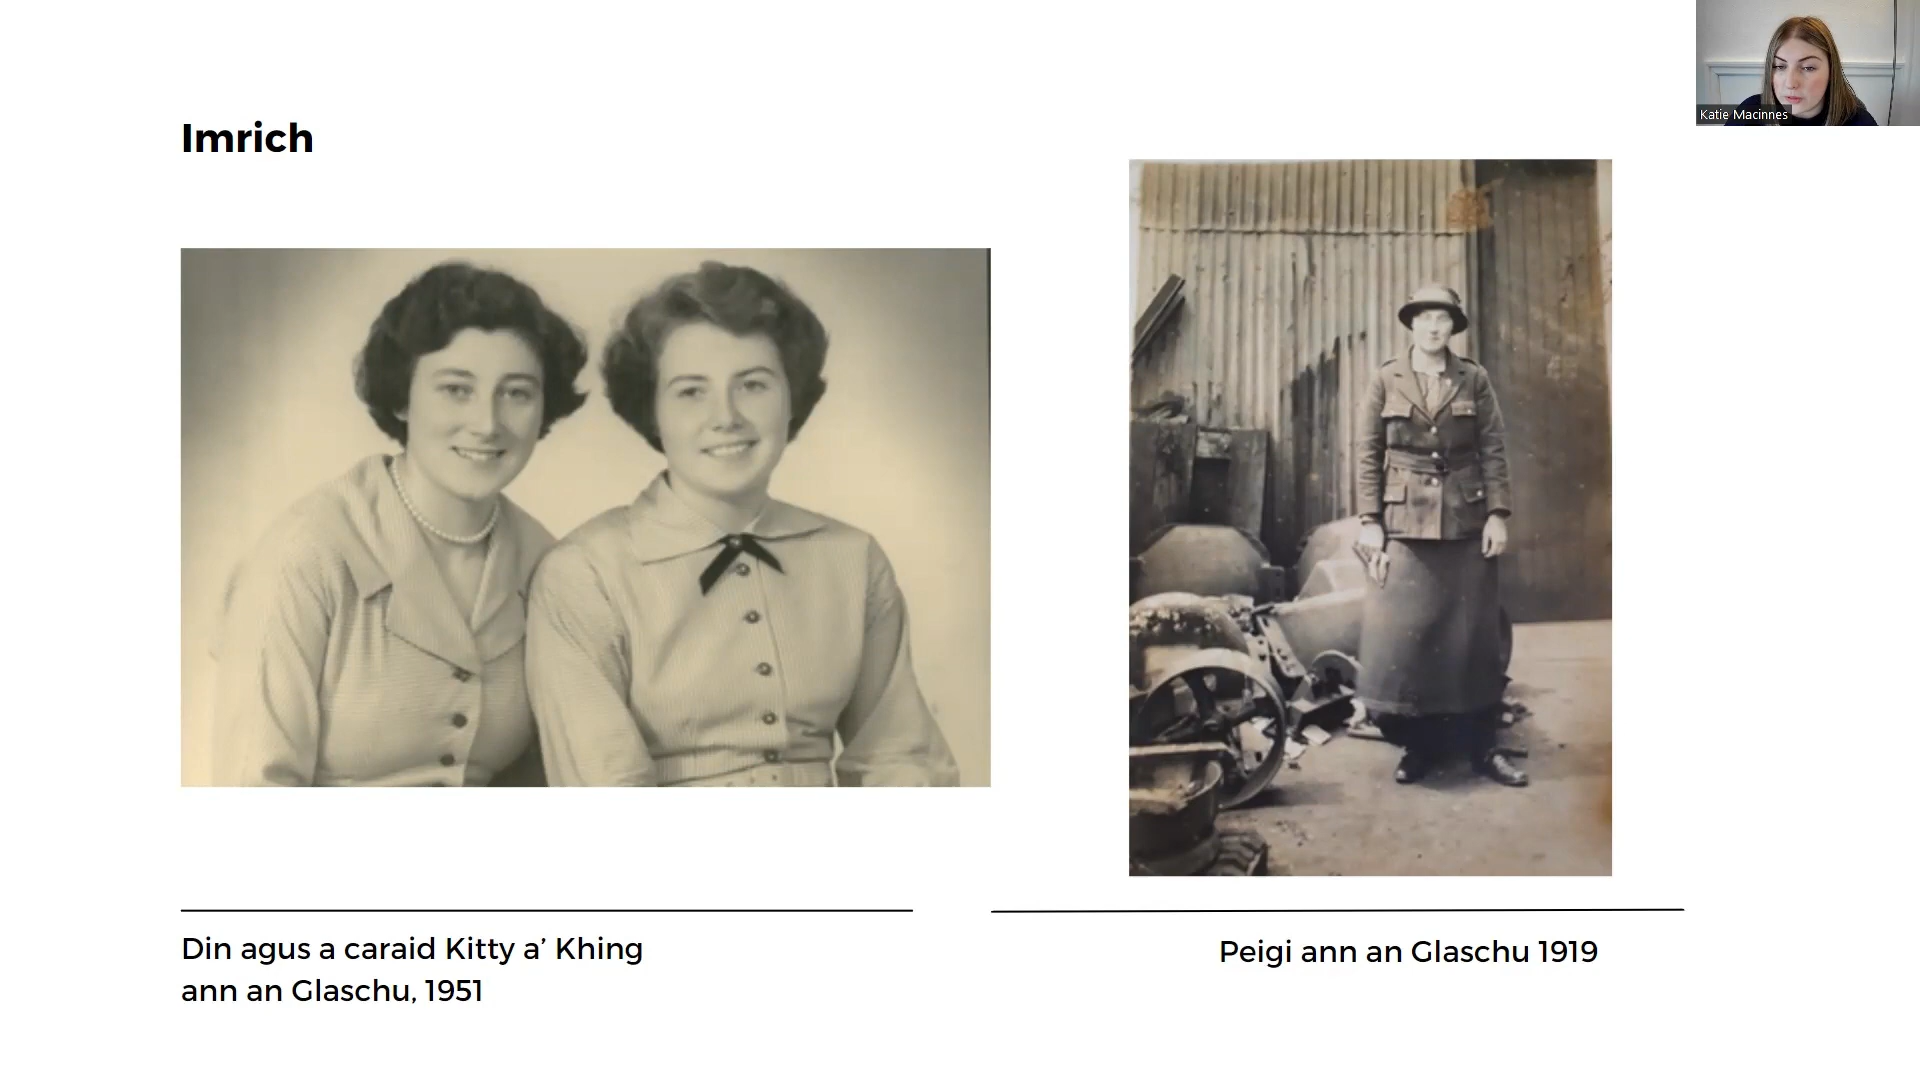 Imrich
Katie Macinnes
Din agus a caraid Kitty a’ Khing
ann an Glaschu, 1951
Peigi ann an Glaschu 1919